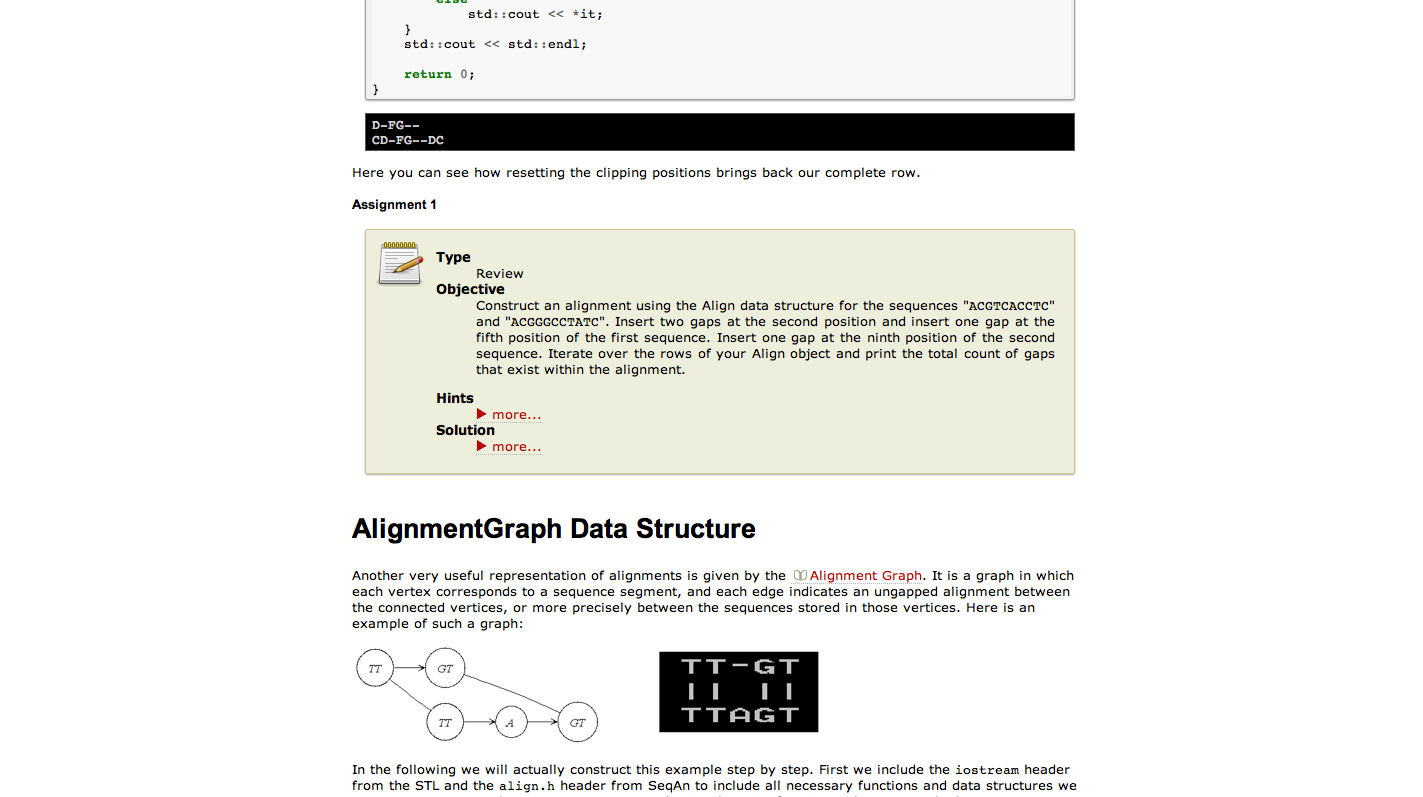 else
std::cout << *it;
}
std::cout << std::endl;
return 0;
}
D-FG--
CD-FG--DC
Here you can see how resetting the clipping positions brings back our complete row.
Assignment 1
Type
Review
Objective
Construct an alignment using the Align data structure for the sequences "ACGTCACCTC"
and "ACGGGCCTATC". Insert two gaps at the second position and insert one gap at the
fifth position of the first sequence. Insert one gap at the ninth position of the second
sequence. Iterate over the rows of your Align object and print the total count of gaps
that exist within the alignment.
Hints
more...
Solution
more...
AlignmentGraph Data Structure
Another very useful representation of alignments is given by the Alignment Graph. It is a graph in which
each vertex corresponds to a sequence segment, and each edge indicates an ungapped alignment between
the connected vertices, or more precisely between the sequences stored in those vertices. Here is an
example of such a graph:
TT GT
TT A GT
TT-GT
|| ||
TTAGT
In the following we will actually construct this example step by step. First we include the iostream header
from the STL and the align.h header from SeqAn to include all necessary functions and data structures we